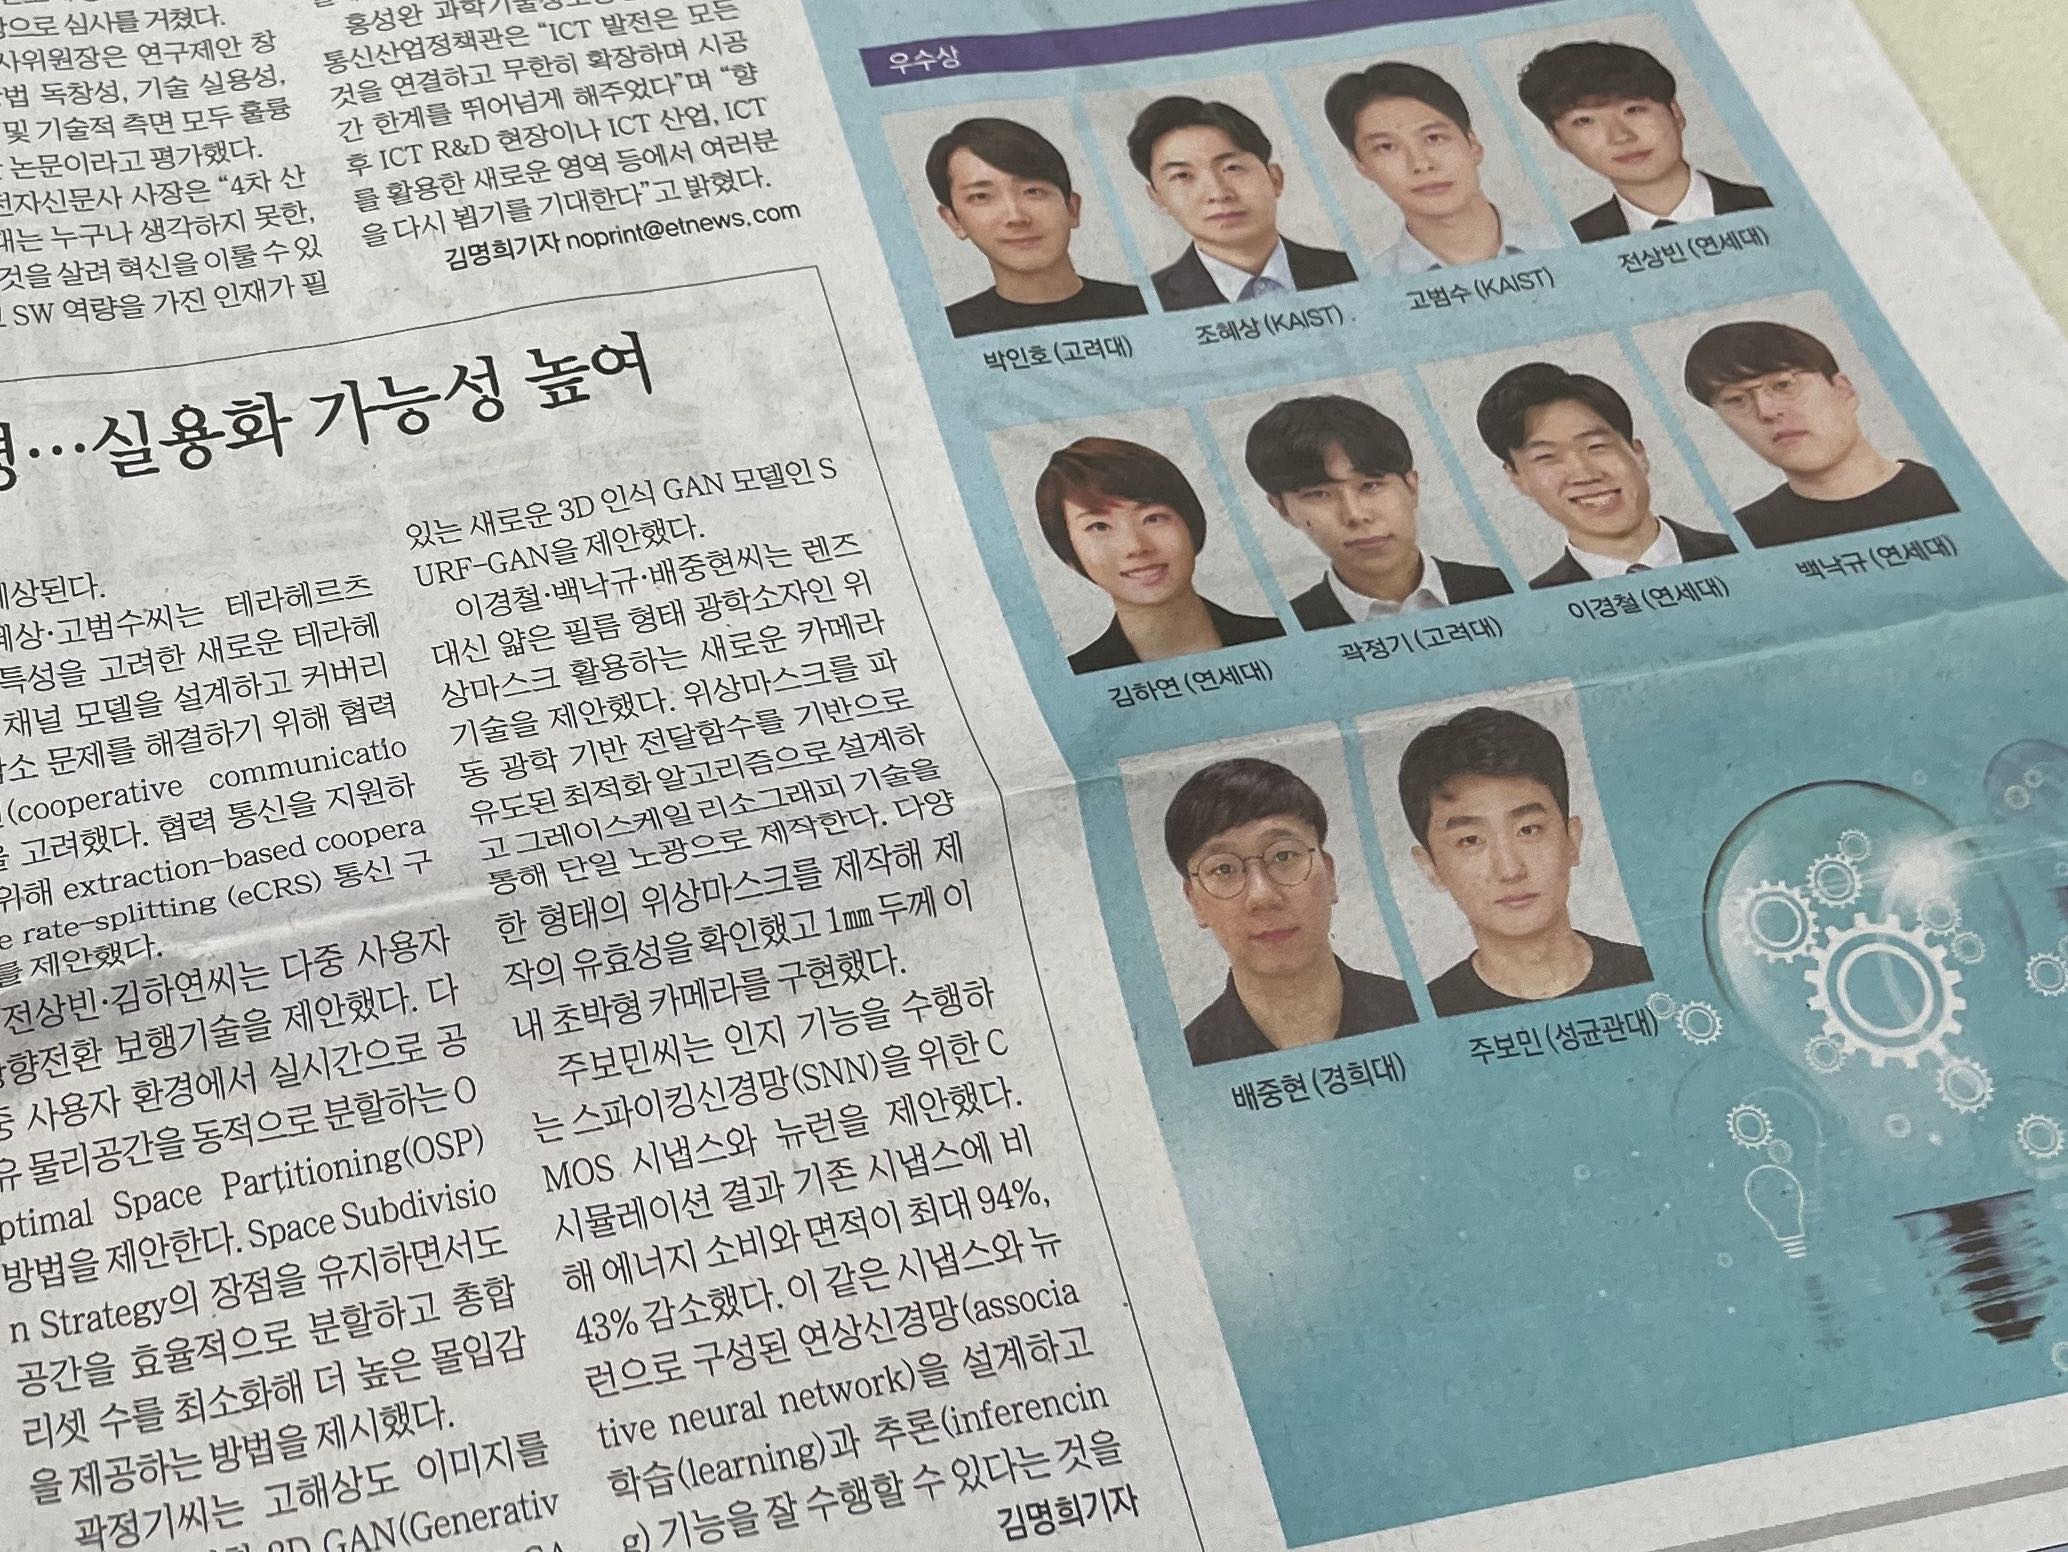 으로 심사를 거쳤다.
사위원장은 연구제안 창
법 독창성, 기술 실용성,
및 기술적 측면 모두 훌륭
논문이라고 평가했다.
전자신문사 사장은 “4차 산
대는 누구나 생각하지 못한,
것을 살려 혁신을 이룰 수 있
SW 역량을 가진 인재가 필
홍성완
통신산업정책관은 “ICT 발전은 모든
것을 연결하고 무한히 확장하며 시공
간 한계를 뛰어넘게 해주었다”며 “향
후 ICT R&D 현장이나 ICT 산업, ICT
를 활용한 새로운 영역 등에서 여러분
을 다시 뵙기를 기대한다”고 밝혔다.
김명희기자 noprint@etnews.com
…실용화 가능성 높여
상된다.
혜상·고범수씨는 테라헤르츠
특성을 고려한 새로운 테라헤
채널 모델을 설계하고 커버리
소 문제를 해결하기 위해 협력
(cooperative communicatio
고려했다. 협력 통신을 지원하
위해 extraction-based coopera
e rate-splitting (eCRS) 통신 구
를 제안했다.
전상빈·김하연씨는 다중 사용자
향전환 보행기술을 제안했다. 다
중 사용자 환경에서 실시간으로 공
유 물리공간을 동적으로 분할하는 O
ptimal Space Partitioning(OSP)
방법을 제안한다. Space Subdivisio
n Strategy의 장점을 유지하면서도
공간을 효율적으로 분할하고 총합
리셋 수를 최소화해 더 높은 몰입감
을 제공하는 방법을 제시했다.
곽정기씨는 고해상도 이미지를
GAN(Generativ
있는 새로운 3D 인식 GAN 모델인 S
URF-GAN을 제안했다.
이경철·백낙규·배중현씨는 렌즈
대신 얇은 필름 형태 광학소자인 위
상마스크 활용하는 새로운 카메라
기술을 제안했다. 위상마스크를 파
동 광학 기반 전달함수를 기반으로
유도된 최적화 알고리즘으로 설계하
고 그레이스케일 리소그래피 기술을
통해 단일 노광으로 제작한다. 다양
한 형태의 위상마스크를 제작해 제
작의 유효성을 확인했고 1㎜ 두께 이
내 초박형 카메라를 구현했다.
주보민씨는 인지 기능을 수행하
는 스파이킹신경망(SNN)을 위한 C
MOS 시냅스와 뉴런을 제안했다.
시뮬레이션 결과 기존 시냅스에 비
해 에너지 소비와 면적이 최대 94%,
43% 감소했다. 이 같은 시냅스와 뉴
런으로 구성된 연상신경망(associa
tive neural network)을 설계하고
학습(learning)과 추론(inferencin
g) 기능을 잘 수행할 수 있다는 것을
김명희기자
우수상
박인호 (고려대)
조혜상 (KAIST)
고범수 (KAIST)
전상빈 (연세대)
김하연 (연세대)
곽정기 (고려대)
이경철 (연세대)
백낙규 (연세대)
배중현 (경희대)
주보민 (성균관대)